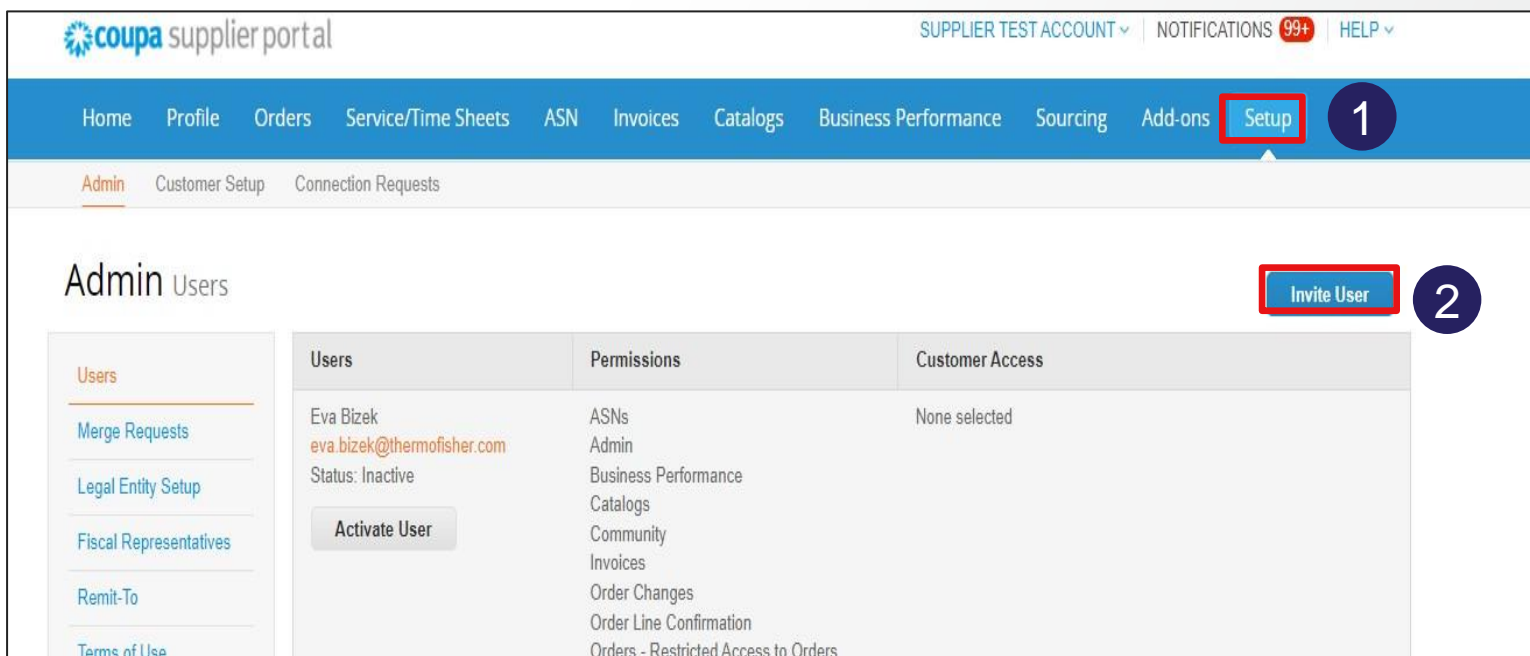 coupa supplier portal
SUPPLIER TEST ACCOUNT
NOTIFICATIONS 99+
HELP
Home Profile Orders Service/Time Sheets ASN Invoices Catalogs Business Performance Sourcing Add-ons Setup
1
Admin Customer Setup Connection Requests
Admin Users
Invite User
2
Users
Merge Requests
Legal Entity Setup
Fiscal Representatives
Remit-To
Terms of Use
Users
Permissions
Customer Access
Eva Bizek
eva.bizek@thermofisher.com
Status: Inactive
Activate User
ASNs
Admin
Business Performance
Catalogs
Community
Invoices
Order Changes
Order Line Confirmation
Orders - Restricted Access to Orders
None selected